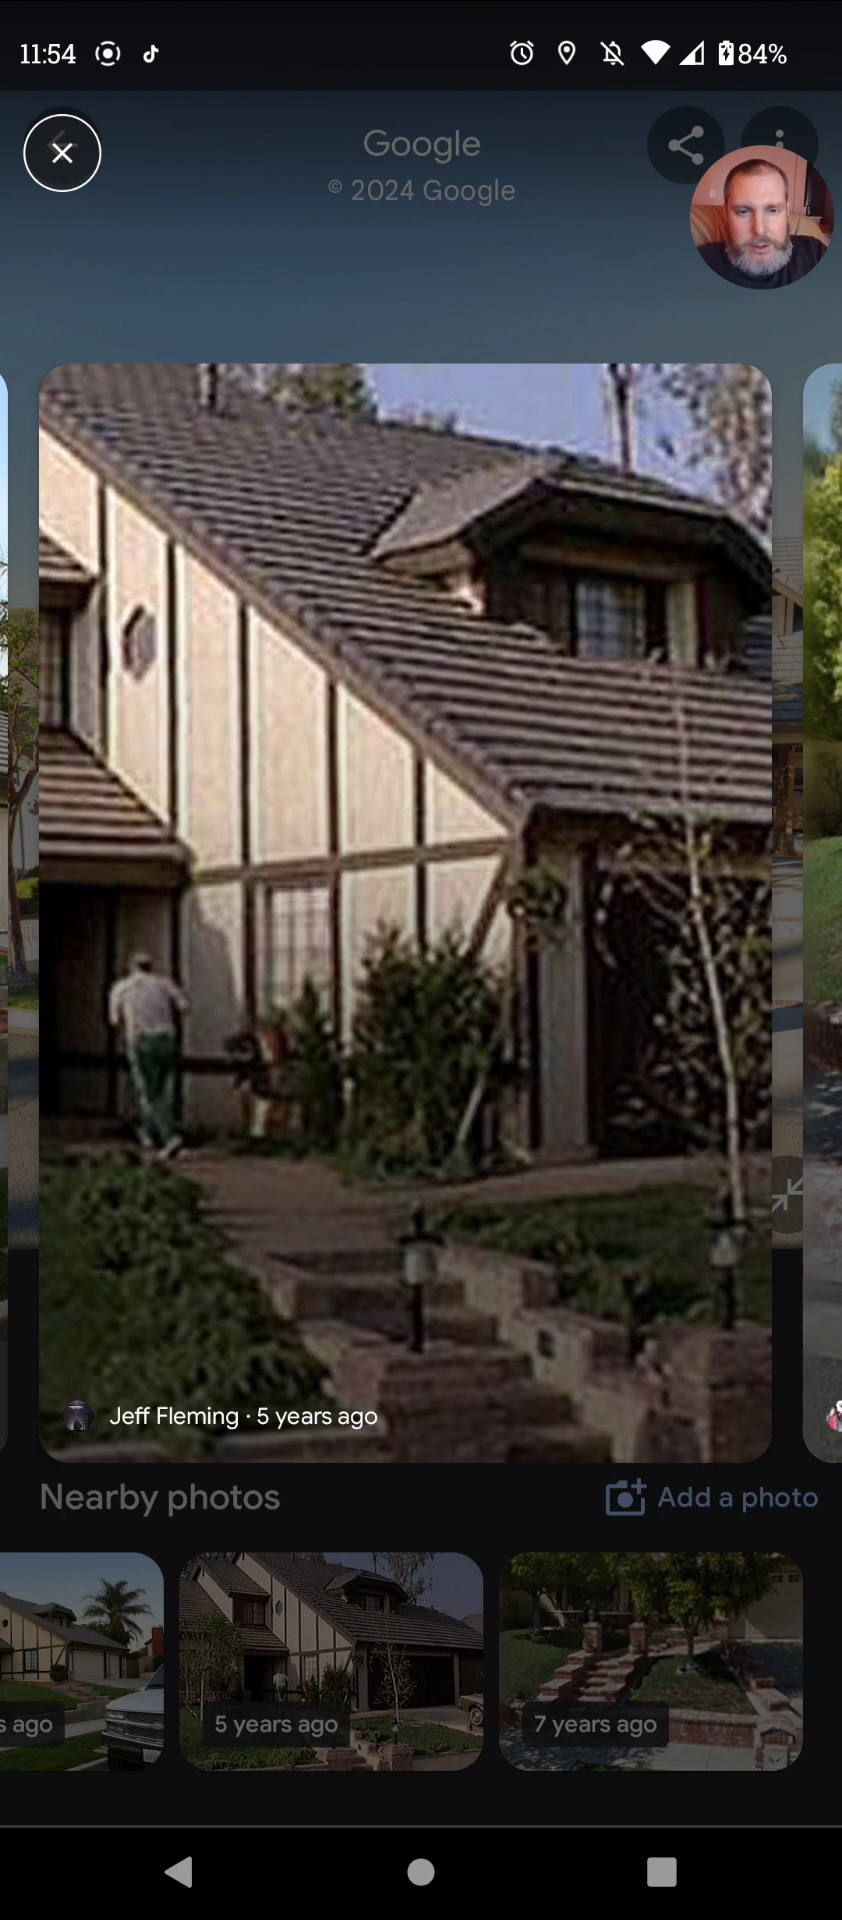 11:54
84%
Google
© 2024 Google
Jeff Fleming · 5 years ago
Nearby photos
Add a photo
s ago
5 years ago
7 years ago